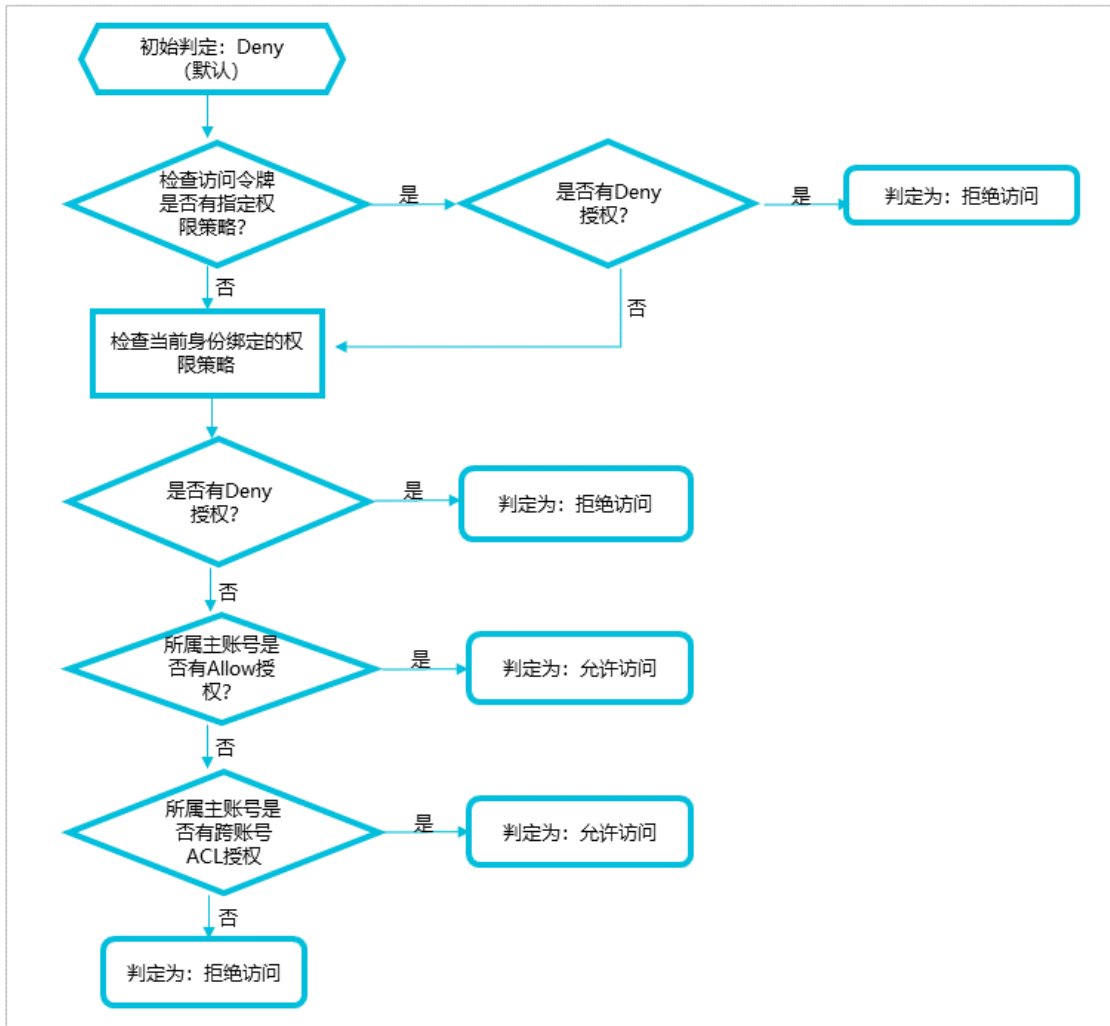 初始判定：Deny
（默认）
检查访问令牌
是否有指定权
限策略？
是
是否有Deny
授权？
是
判定为：拒绝访问
否
否
检查当前身份绑定的权
限策略
是否有Deny
授权？
是
判定为：拒绝访问
否
所属主账号是
否有Allow授
权？
是
判定为：允许访问
否
所属主账号是
否有跨账号
ACL授权
是
判定为：允许访问
否
判定为：拒绝访问